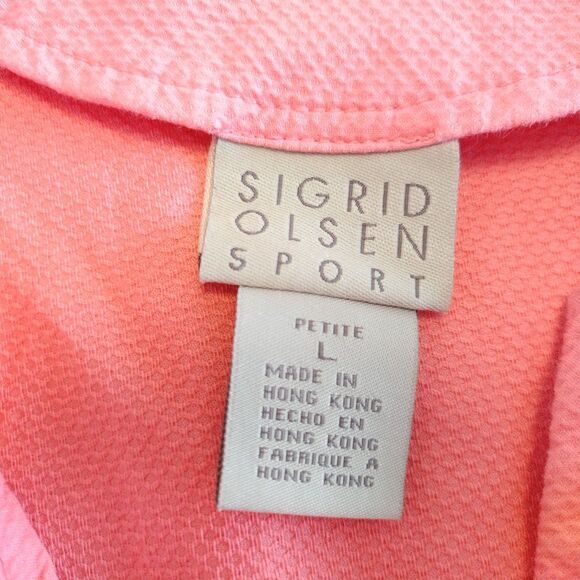 SIGRID
OLSEN
SPORT
PETITE
L
MADE IN
HONG KONG
HECHO EN
HONG KONG
FABRIQUE A
HONG KONG